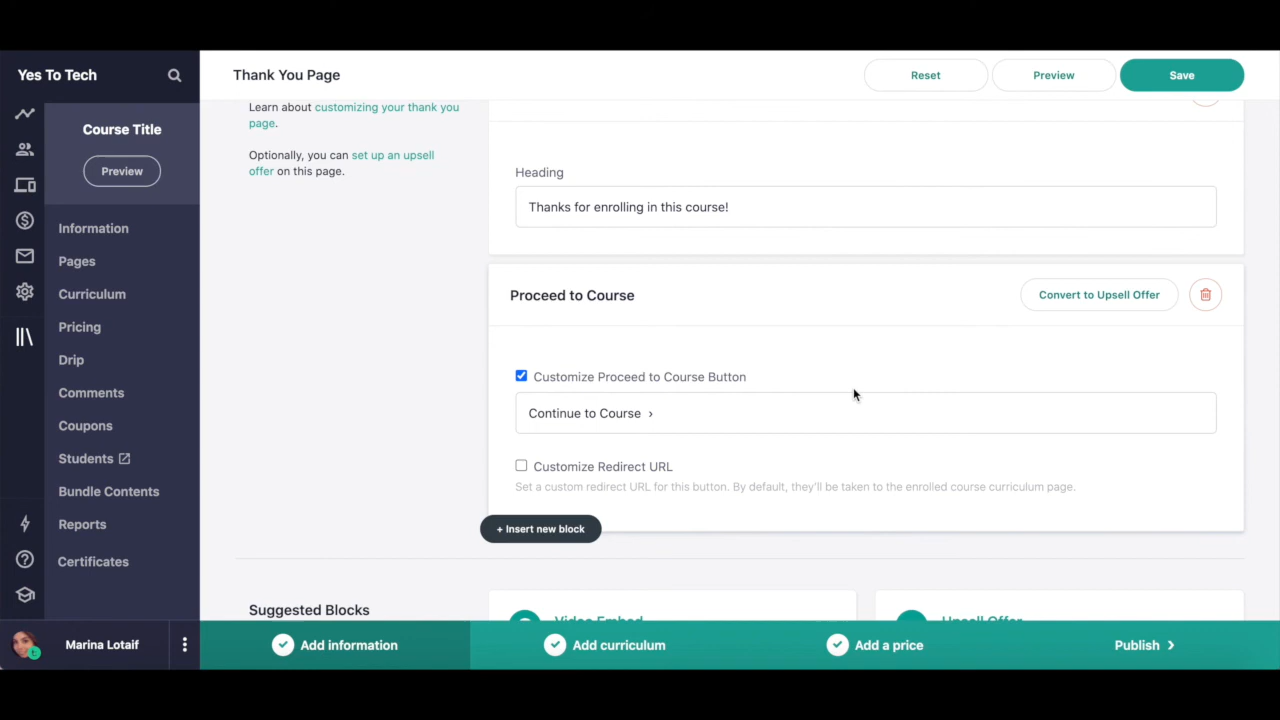 Yes To Tech
Thank You Page
Reset
Preview
Save
Course Title
Preview
Information
Pages
Curriculum
Pricing
Drip
Comments
Coupons
Students
Bundle Contents
Reports
Certificates
Marina Lotaif
Learn about customizing your thank you
page.
Optionally, you can set up an upsell
offer on this page.
Heading
Thanks for enrolling in this course!
Proceed to Course
Convert to Upsell Offer
Customize Proceed to Course Button
Continue to Course ›
Customize Redirect URL
Set a custom redirect URL for this button. By default, they'll be taken to the enrolled course curriculum page.
+ Insert new block
Suggested Blocks
Video Embed
Upsell Offer
Add information
Add curriculum
Add a price
Publish ›